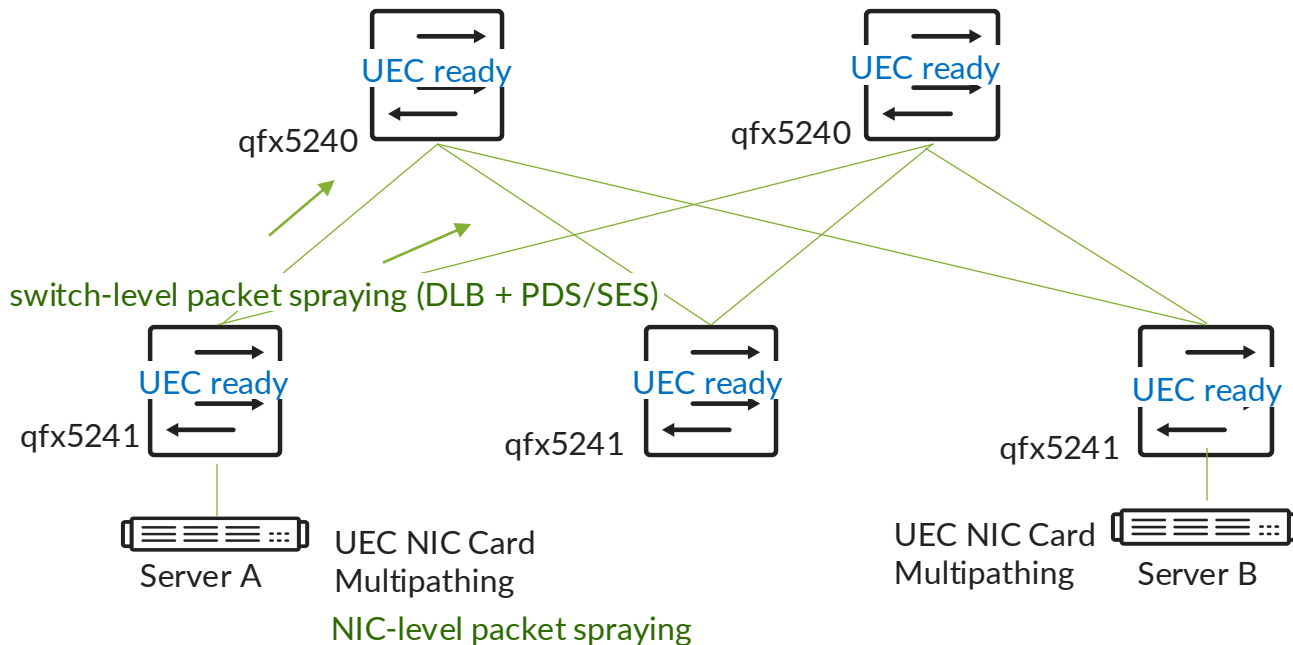 UEC ready
UEC ready
qfx5240
qfx5240
switch-level packet spraying (DLB + PDS/SES)
UEC ready
UEC ready
UEC ready
qfx5241
qfx5241
qfx5241
UEC NIC Card
Multipathing
UEC NIC Card
Multipathing
Server A
Server B
NIC-level packet spraying